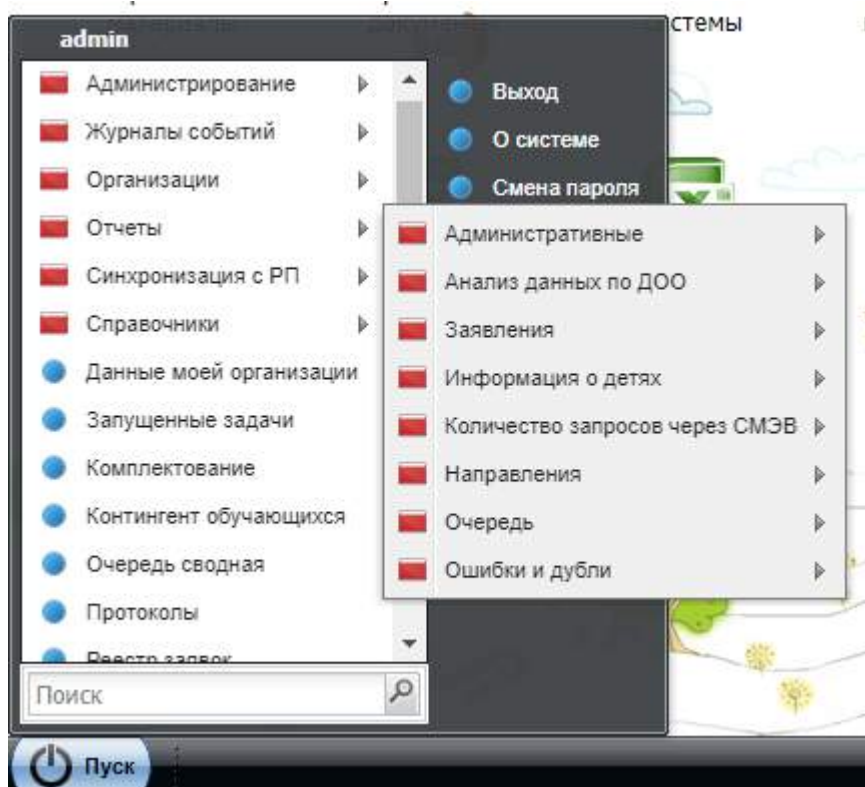 стемы
admin
Администрирование
Журналы событий
Организации
Отчеты
Синхронизация с РП
Справочники
Данные моей организации
Запущенные задачи
Комплектование
Контингент обучающихся
Очередь сводная
Протоколы
Реестр заявок
Выход
О системе
Смена пароля
Административные
Анализ данных по ДОО
Заявления
Информация о детях
Количество запросов через СМЭВ
Направления
Очередь
Ошибки и дубли
Поиск
Пуск